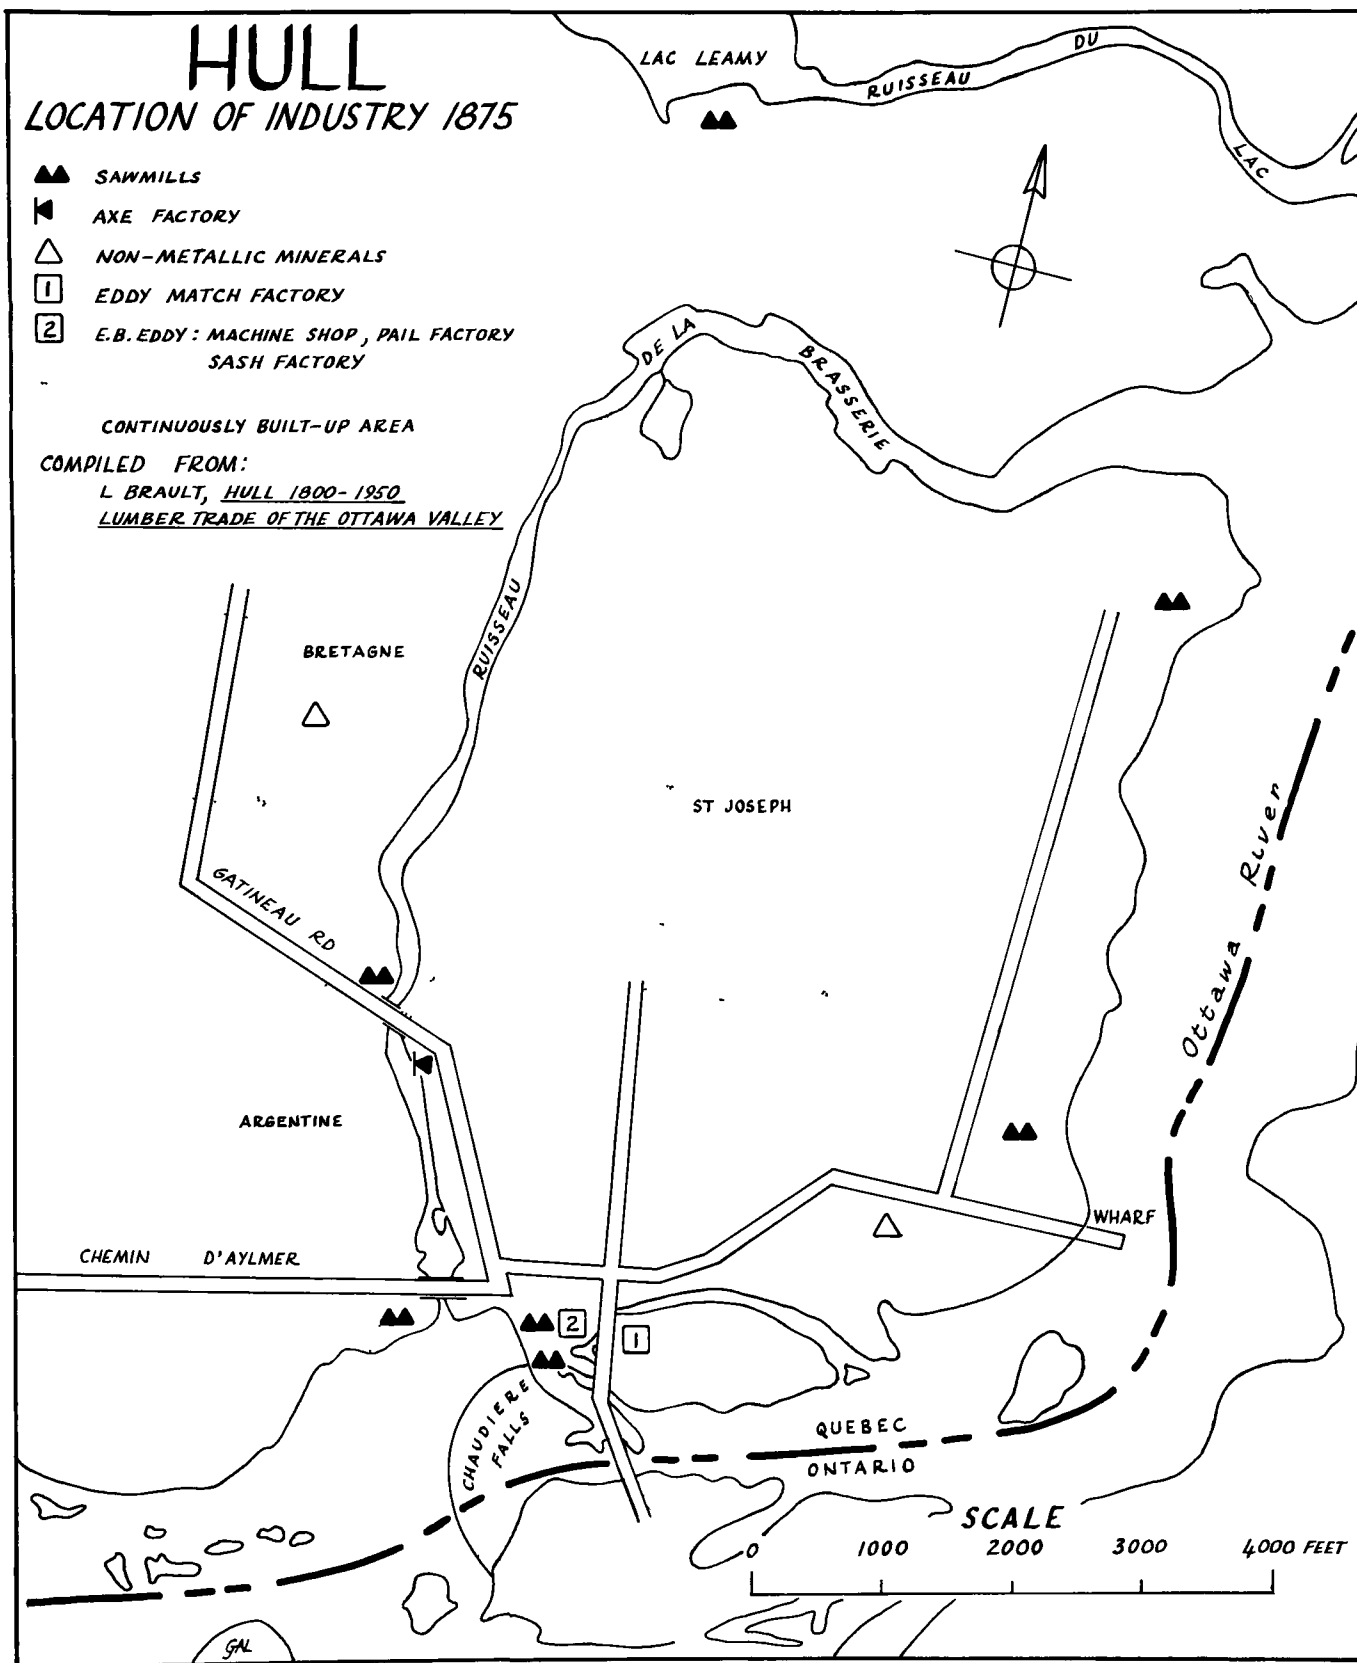 HULL
LOCATION OF INDUSTRY 1875
SAWMILLS
AXE FACTORY
NON-METALLIC MINERALS
1 EDDY MATCH FACTORY
2 E.B. EDDY: MACHINE SHOP, PAIL FACTORY
SASH FACTORY
CONTINUOUSLY BUILT-UP AREA
COMPILED FROM:
L BRAULT, HULL 1800-1950
LUMBER TRADE OF THE OTTAWA VALLEY
LAC LEAMY
RUISSEAU DU LAC
RUISSEAU DE LA BRASSERIE
BRETAGNE
ST JOSEPH
GATINEAU RD
Ottawa River
ARGENTINE
WHARF
CHEMIN D'AYLMER
2
1
CHAUDIERE
FALLS
QUEBEC
ONTARIO
SCALE
0 1000 2000 3000 4000 FEET
GAL